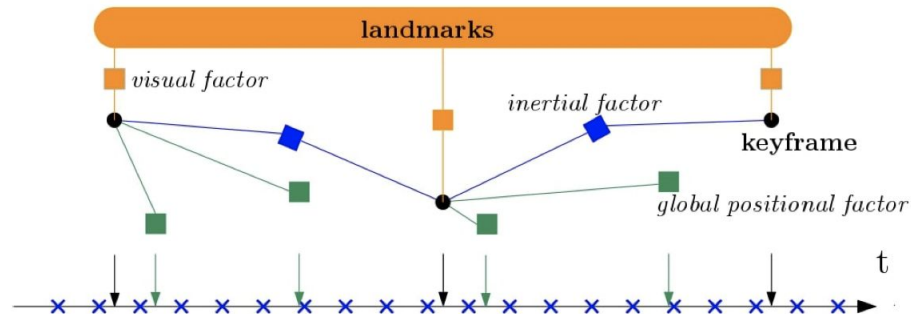 landmarks
visual factor
inertial factor
keyframe
global positional factor
t